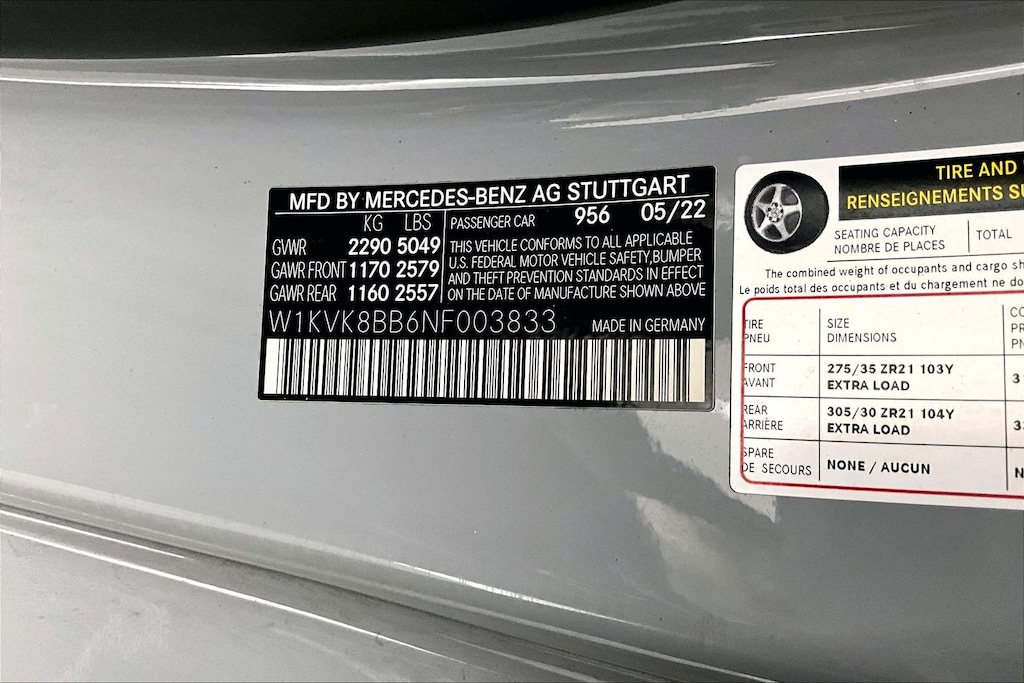 MFD BY MERCEDES-BENZ AG STUTTGART
KG LBS
GVWR 2290 5049
GAWR FRONT 1170 2579
GAWR REAR 1160 2557
PASSENGER CAR 956 05/22
THIS VEHICLE CONFORMS TO ALL APPLICABLE
U.S. FEDERAL MOTOR VEHICLE SAFETY,BUMPER
AND THEFT PREVENTION STANDARDS IN EFFECT
ON THE DATE OF MANUFACTURE SHOWN ABOVE
W1KVK8BB6NF003833 MADE IN GERMANY
TIRE AND
RENSEIGNEMENTS
SEATING CAPACITY
NOMBRE DE PLACES
TOTAL
The combined weight of occupants and cargo
Le poids total des occupants et du chargement ne
TIRE
PNEU
SIZE
DIMENSIONS
FRONT
AVANT
275/35 ZR21 103Y
EXTRA LOAD
REAR
ARRIÈRE
305/30 ZR21 104Y
EXTRA LOAD
SPARE
DE SECOURS
NONE / AUCUN